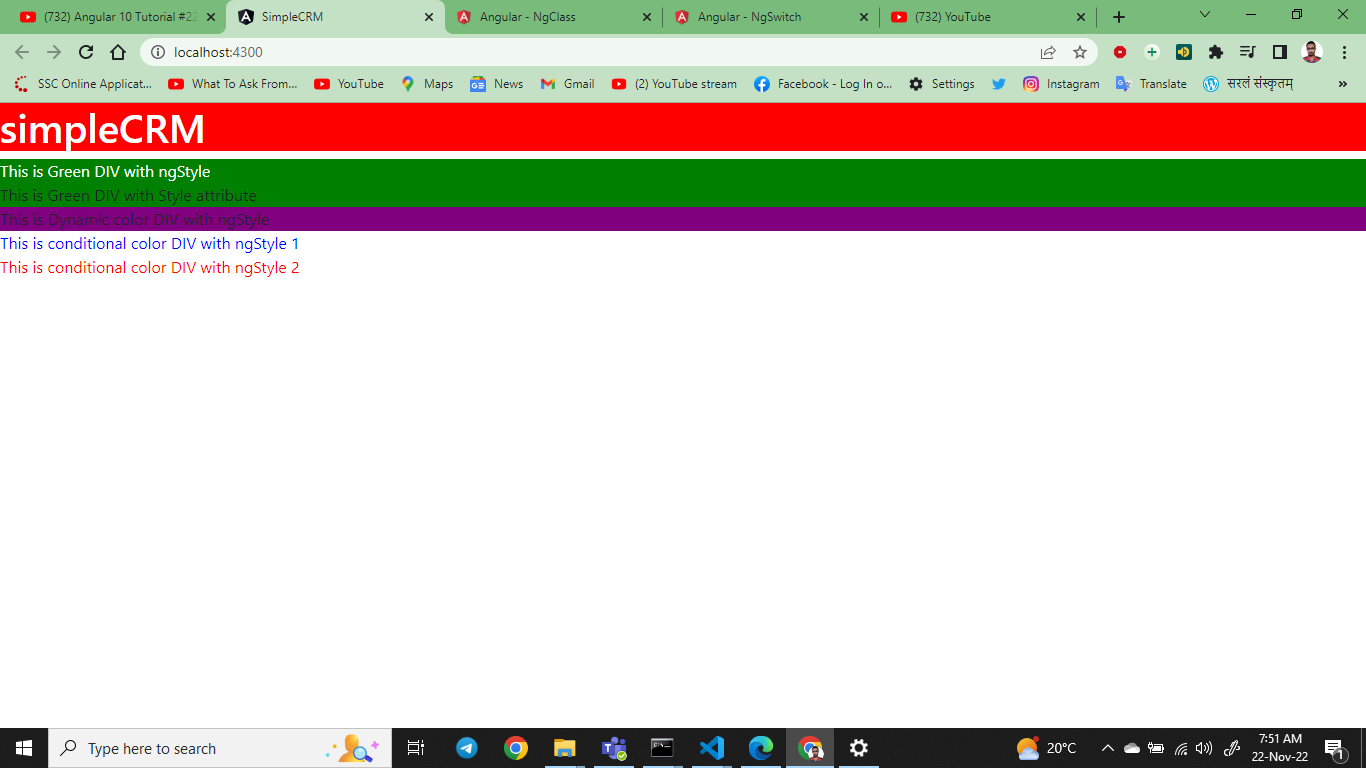 (732) Angular 10 Tutorial #22
SimpleCRM
Angular - NgClass
Angular - NgSwitch
(732) YouTube
localhost:4300
SSC Online Applicat...
What To Ask From...
YouTube
Maps
News
Gmail
(2) YouTube stream
Facebook - Log In o...
Settings
Instagram
Translate
सरलं संस्कृतम्
»
simpleCRM
This is Green DIV with ngStyle
This is Green DIV with Style attribute
This is Dynamic color DIV with ngStyle
This is conditional color DIV with ngStyle 1
This is conditional color DIV with ngStyle 2
Type here to search
20°C
7:51 AM
22-Nov-22
1